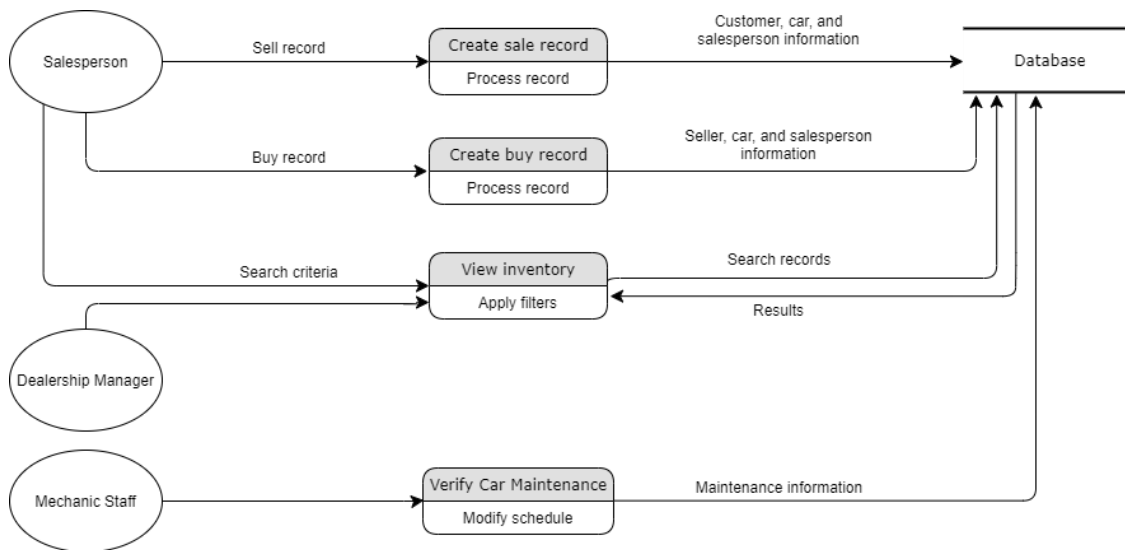 Salesperson
Sell record
Create sale record
Process record
Customer, car, and
salesperson information
Database
Buy record
Create buy record
Process record
Seller, car, and salesperson
information
Search criteria
View inventory
Apply filters
Search records
Results
Dealership Manager
Mechanic Staff
Verify Car Maintenance
Modify schedule
Maintenance information